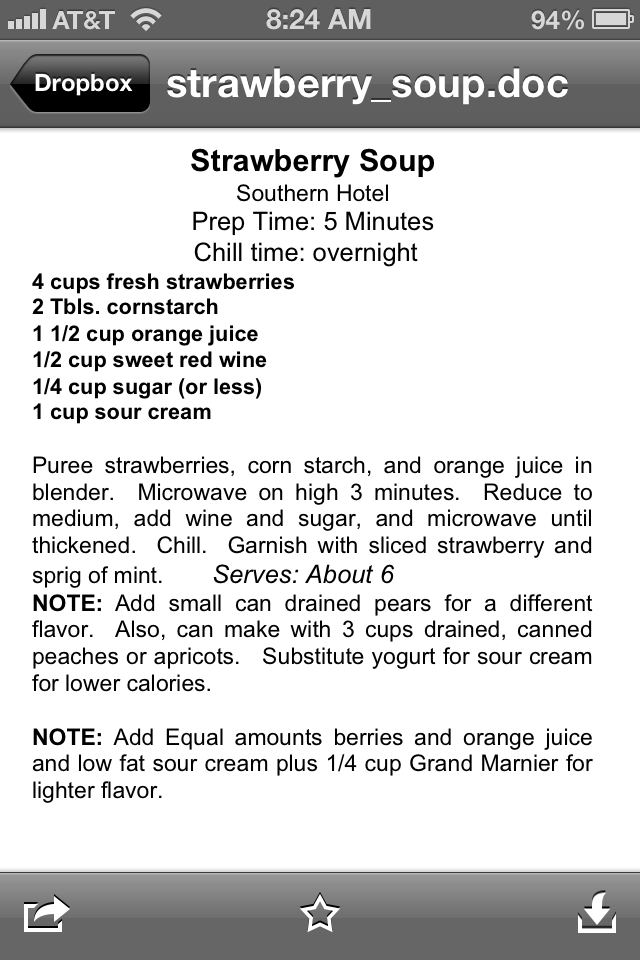 AT&T 8:24 AM 94%
Dropbox strawberry_soup.doc
Strawberry Soup
Southern Hotel
Prep Time: 5 Minutes
Chill time: overnight
4 cups fresh strawberries
2 Tbls. cornstarch
1 1/2 cup orange juice
1/2 cup sweet red wine
1/4 cup sugar (or less)
1 cup sour cream
Puree strawberries, corn starch, and orange juice in
blender. Microwave on high 3 minutes. Reduce to
medium, add wine and sugar, and microwave until
thickened. Chill. Garnish with sliced strawberry and
sprig of mint. Serves: About 6
NOTE: Add small can drained pears for a different
flavor. Also, can make with 3 cups drained, canned
peaches or apricots. Substitute yogurt for sour cream
for lower calories.
NOTE: Add Equal amounts berries and orange juice
and low fat sour cream plus 1/4 cup Grand Marnier for
lighter flavor.